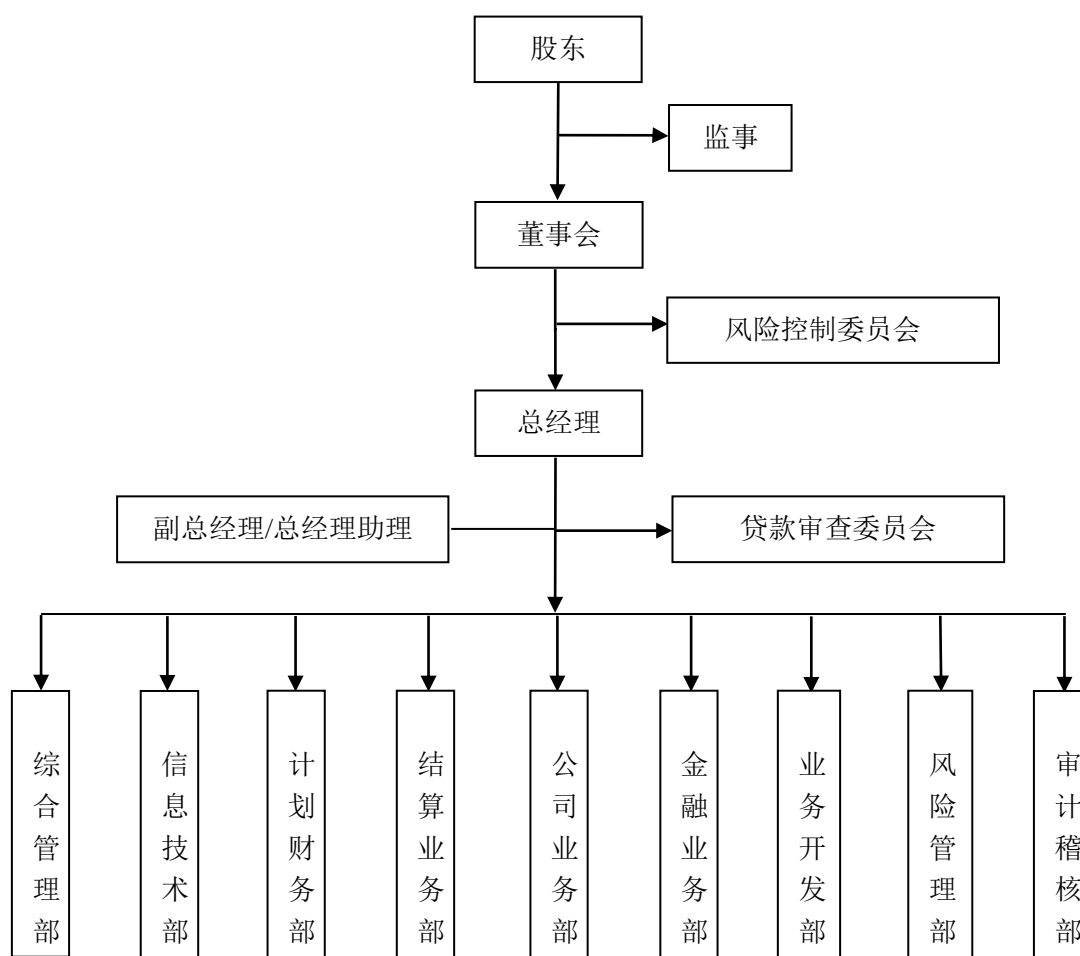 股东
监事
董事会
风险控制委员会
总经理
副总经理/总经理助理
贷款审查委员会
综合管理部
信息技术部
计划财务部
结算业务部
公司业务部
金融业务部
业务开发部
风险管理部
审计稽核部